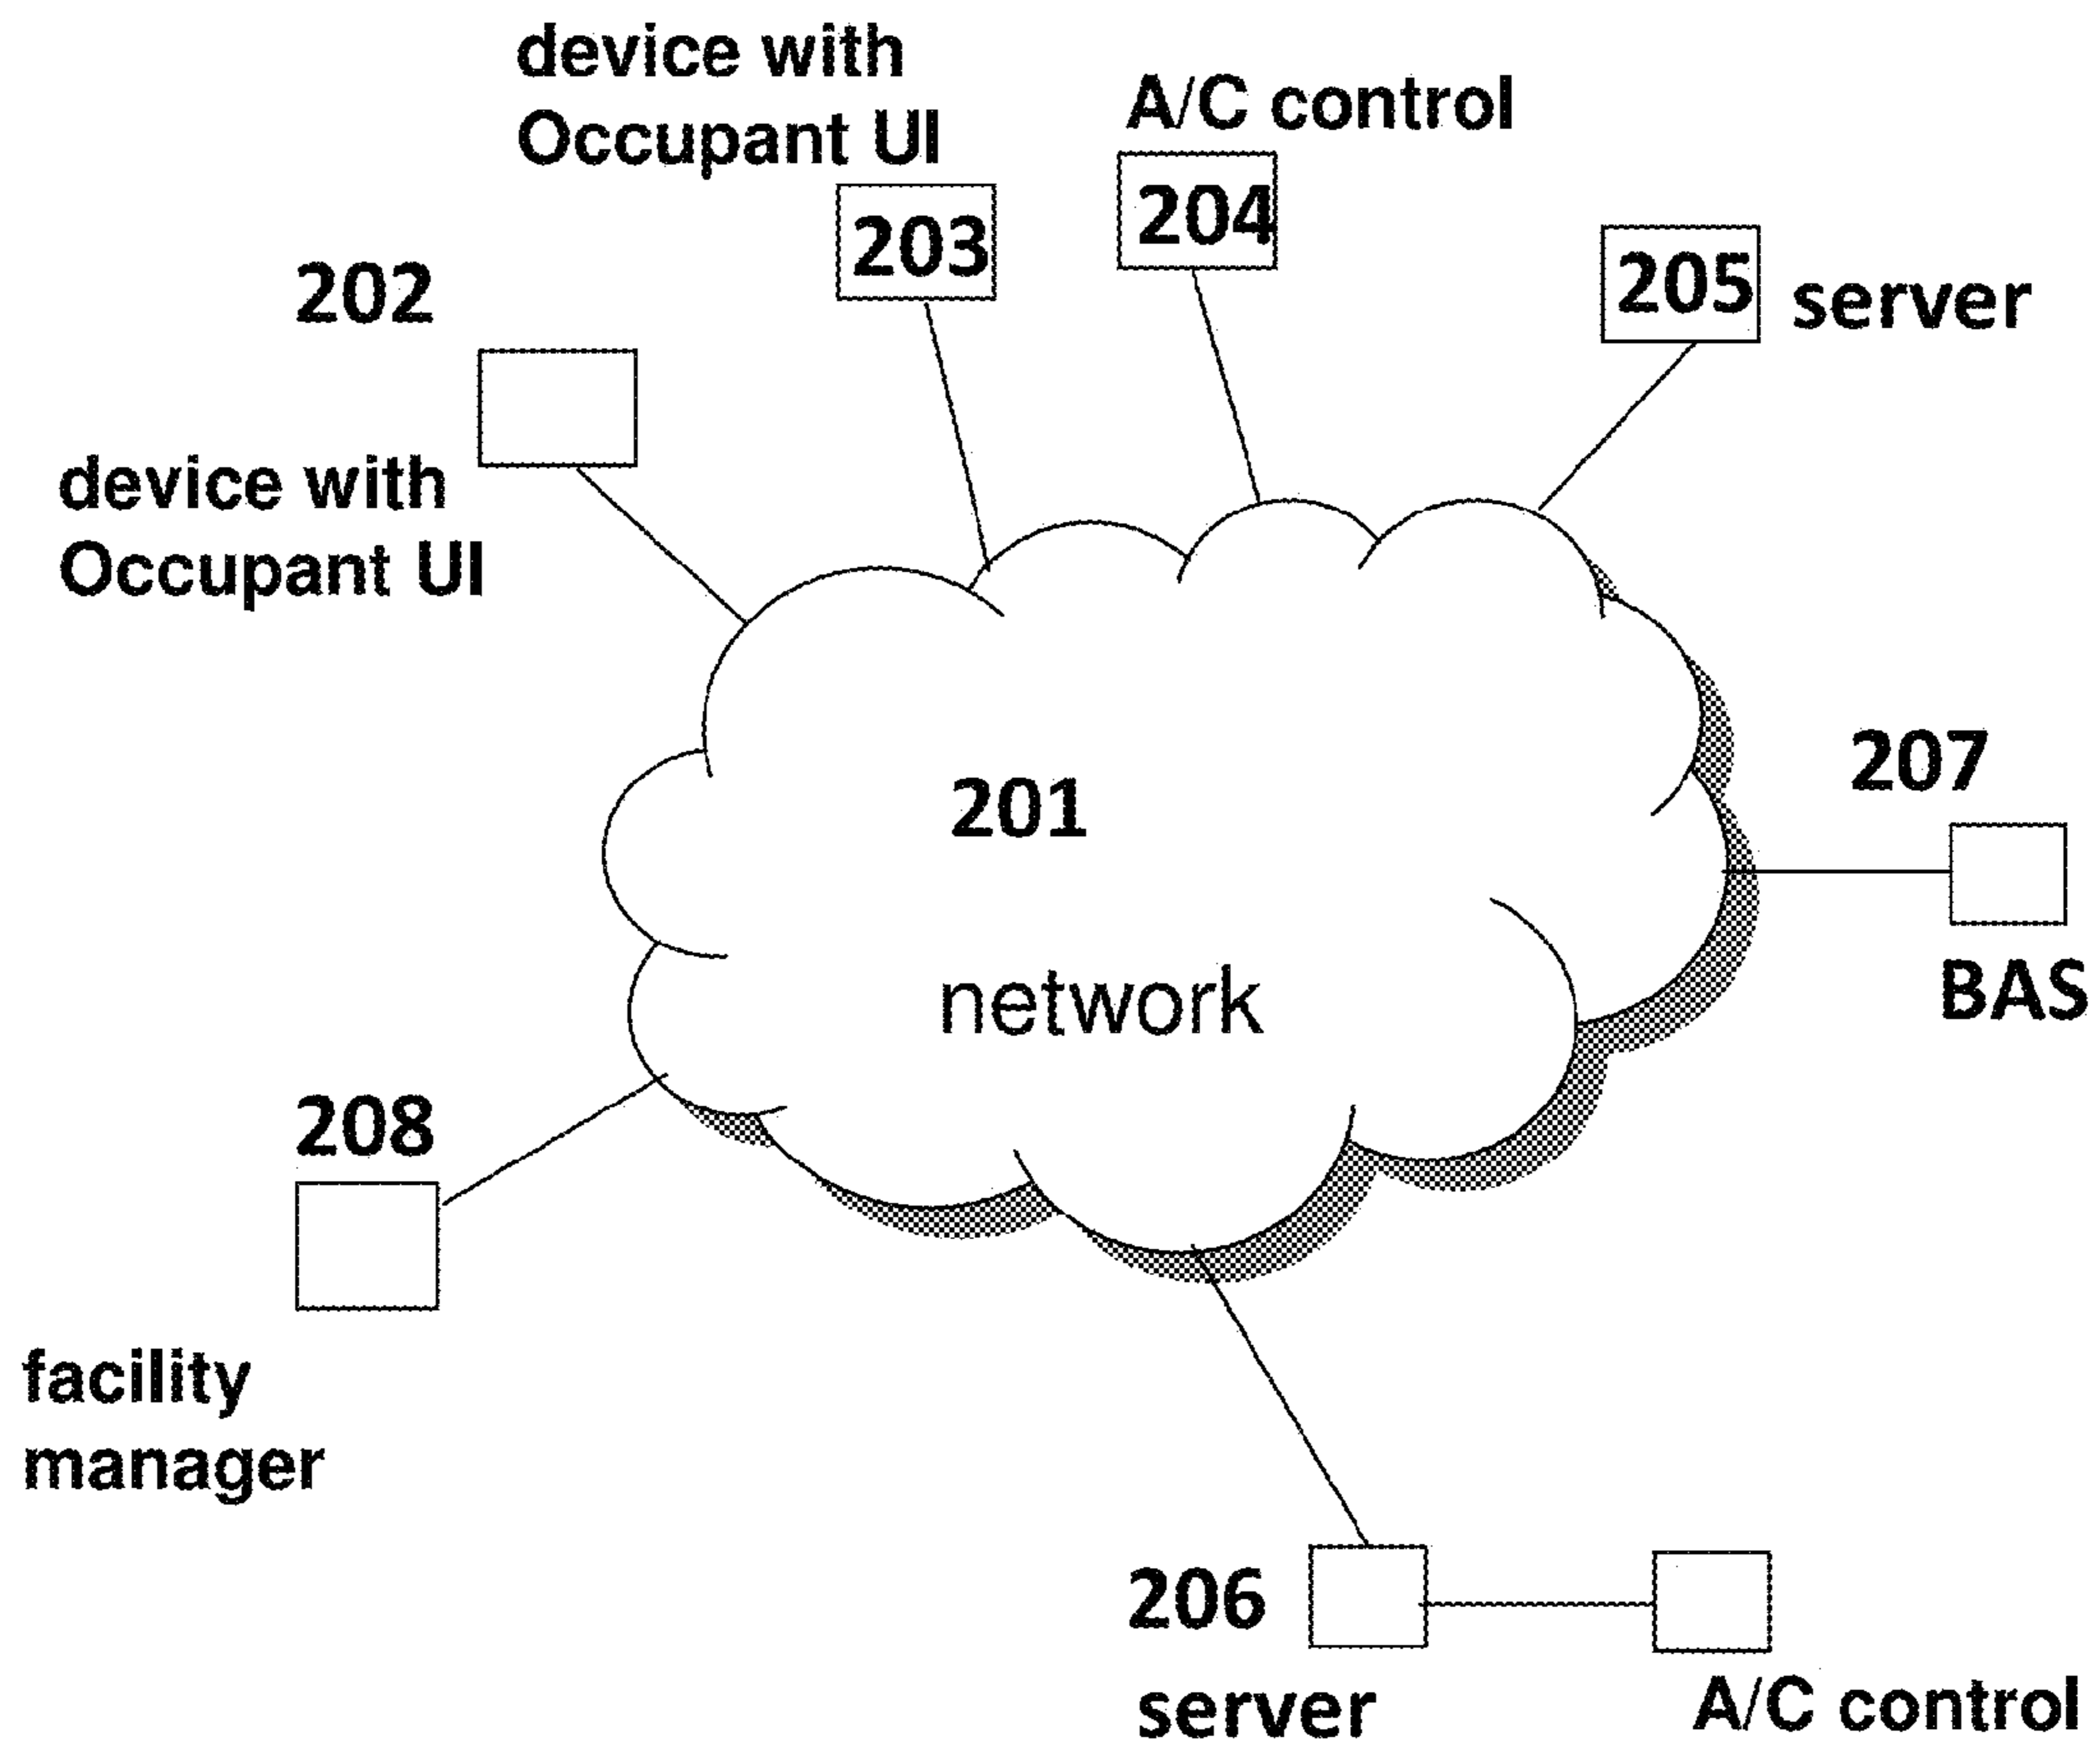 device with
Occupant UI
A/C control
203
204
205
server
202
device with
Occupant UI
201
network
207
BAS
208
facility
manager
206
server
A/C control